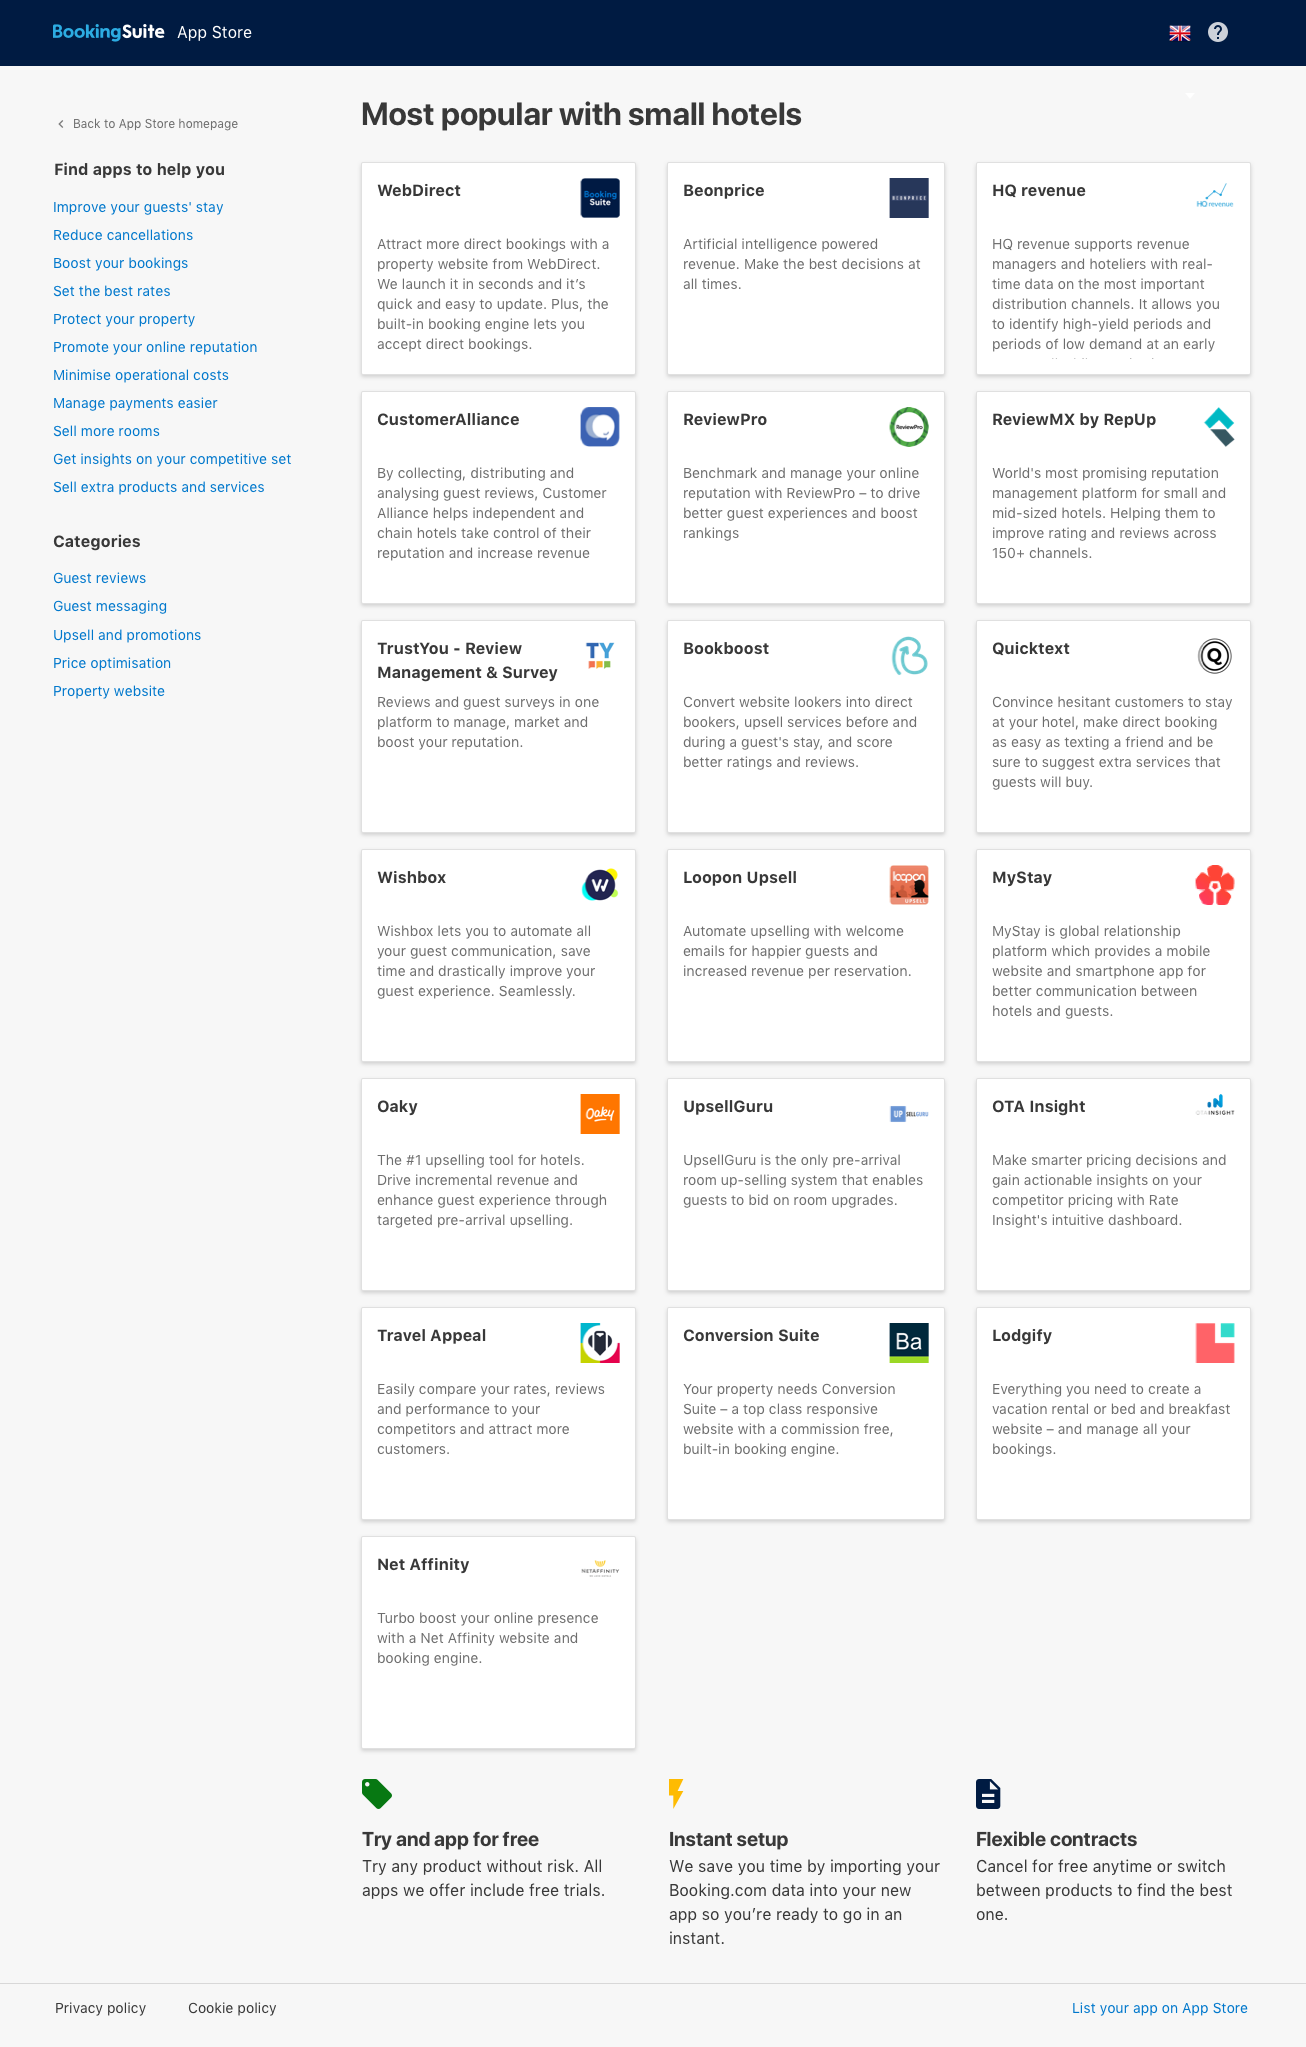 BookingSuite App Store
Back to App Store homepage
Find apps to help you
Improve your guests' stay
Reduce cancellations
Boost your bookings
Set the best rates
Protect your property
Promote your online reputation
Minimise operational costs
Manage payments easier
Sell more rooms
Get insights on your competitive set
Sell extra products and services
Categories
Guest reviews
Guest messaging
Upsell and promotions
Price optimisation
Property website
Most popular with small hotels
WebDirect
Booking
Suite
Attract more direct bookings with a
property website from WebDirect.
We launch it in seconds and it’s
quick and easy to update. Plus, the
built-in booking engine lets you
accept direct bookings.
Beonprice
BEONPRICE
Artificial intelligence powered
revenue. Make the best decisions at
all times.
HQ revenue
HQ revenue
HQ revenue supports revenue
managers and hoteliers with real-
time data on the most important
distribution channels. It allows you
to identify high-yield periods and
periods of low demand at an early
CustomerAlliance
By collecting, distributing and
analysing guest reviews, Customer
Alliance helps independent and
chain hotels take control of their
reputation and increase revenue
ReviewPro
ReviewPro
Benchmark and manage your online
reputation with ReviewPro – to drive
better guest experiences and boost
rankings
ReviewMX by RepUp
World's most promising reputation
management platform for small and
mid-sized hotels. Helping them to
improve rating and reviews across
150+ channels.
TrustYou - Review
Management & Survey
TY
Reviews and guest surveys in one
platform to manage, market and
boost your reputation.
Bookboost
B
Convert website lookers into direct
bookers, upsell services before and
during a guest's stay, and score
better ratings and reviews.
Quicktext
Q
Convince hesitant customers to stay
at your hotel, make direct booking
as easy as texting a friend and be
sure to suggest extra services that
guests will buy.
Wishbox
W
Wishbox lets you to automate all
your guest communication, save
time and drastically improve your
guest experience. Seamlessly.
Loopon Upsell
loopon
UPSELL
Automate upselling with welcome
emails for happier guests and
increased revenue per reservation.
MyStay
MyStay is global relationship
platform which provides a mobile
website and smartphone app for
better communication between
hotels and guests.
Oaky
Oaky
The #1 upselling tool for hotels.
Drive incremental revenue and
enhance guest experience through
targeted pre-arrival upselling.
UpsellGuru
UP SELLGURU
UpsellGuru is the only pre-arrival
room up-selling system that enables
guests to bid on room upgrades.
OTA Insight
OTA INSIGHT
Make smarter pricing decisions and
gain actionable insights on your
competitor pricing with Rate
Insight's intuitive dashboard.
Travel Appeal
Easily compare your rates, reviews
and performance to your
competitors and attract more
customers.
Conversion Suite
Ba
Your property needs Conversion
Suite – a top class responsive
website with a commission free,
built-in booking engine.
Lodgify
Everything you need to create a
vacation rental or bed and breakfast
website – and manage all your
bookings.
Net Affinity
NETAFFINITY
Turbo boost your online presence
with a Net Affinity website and
booking engine.
Try and app for free
Try any product without risk. All
apps we offer include free trials.
Instant setup
We save you time by importing your
Booking.com data into your new
app so you’re ready to go in an
instant.
Flexible contracts
Cancel for free anytime or switch
between products to find the best
one.
Privacy policy
Cookie policy
List your app on App Store